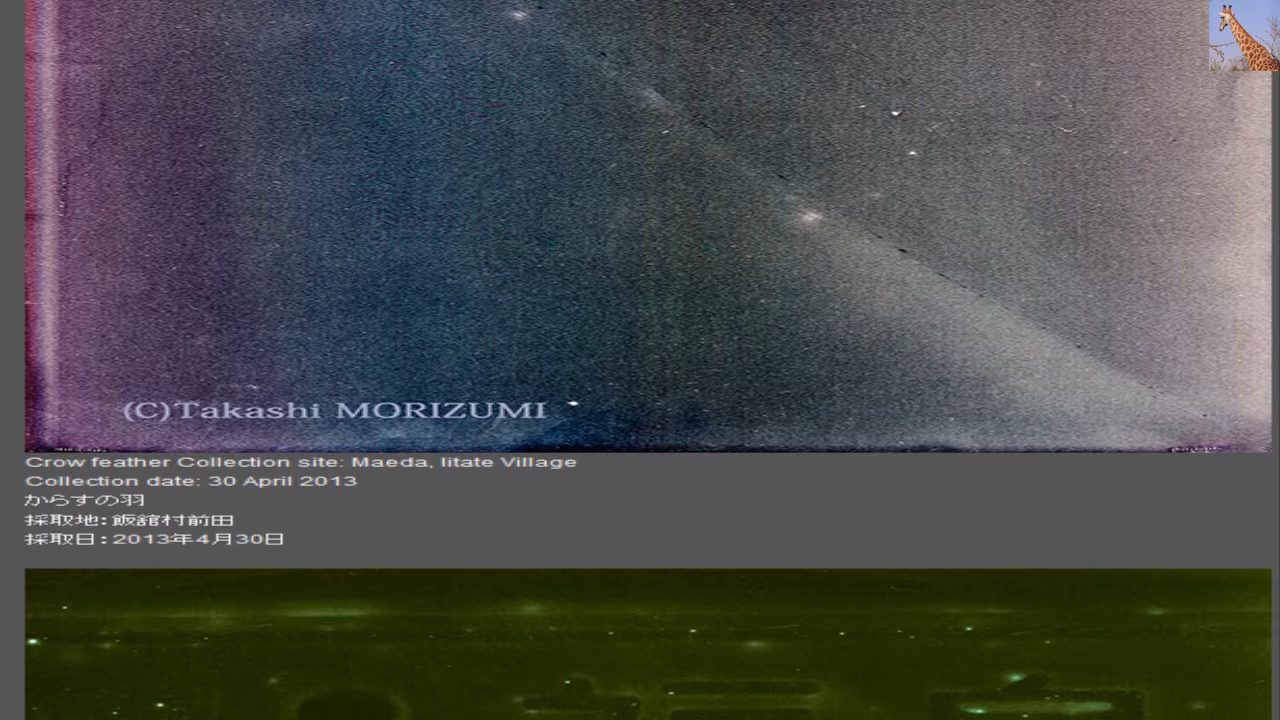 (C)Takashi MORIZUMI
Crow feather Collection site: Maeda, Iitate Village
Collection date: 30 April 2013
からすの羽
採取地:飯舘村前田
採取日:2013年4月30日